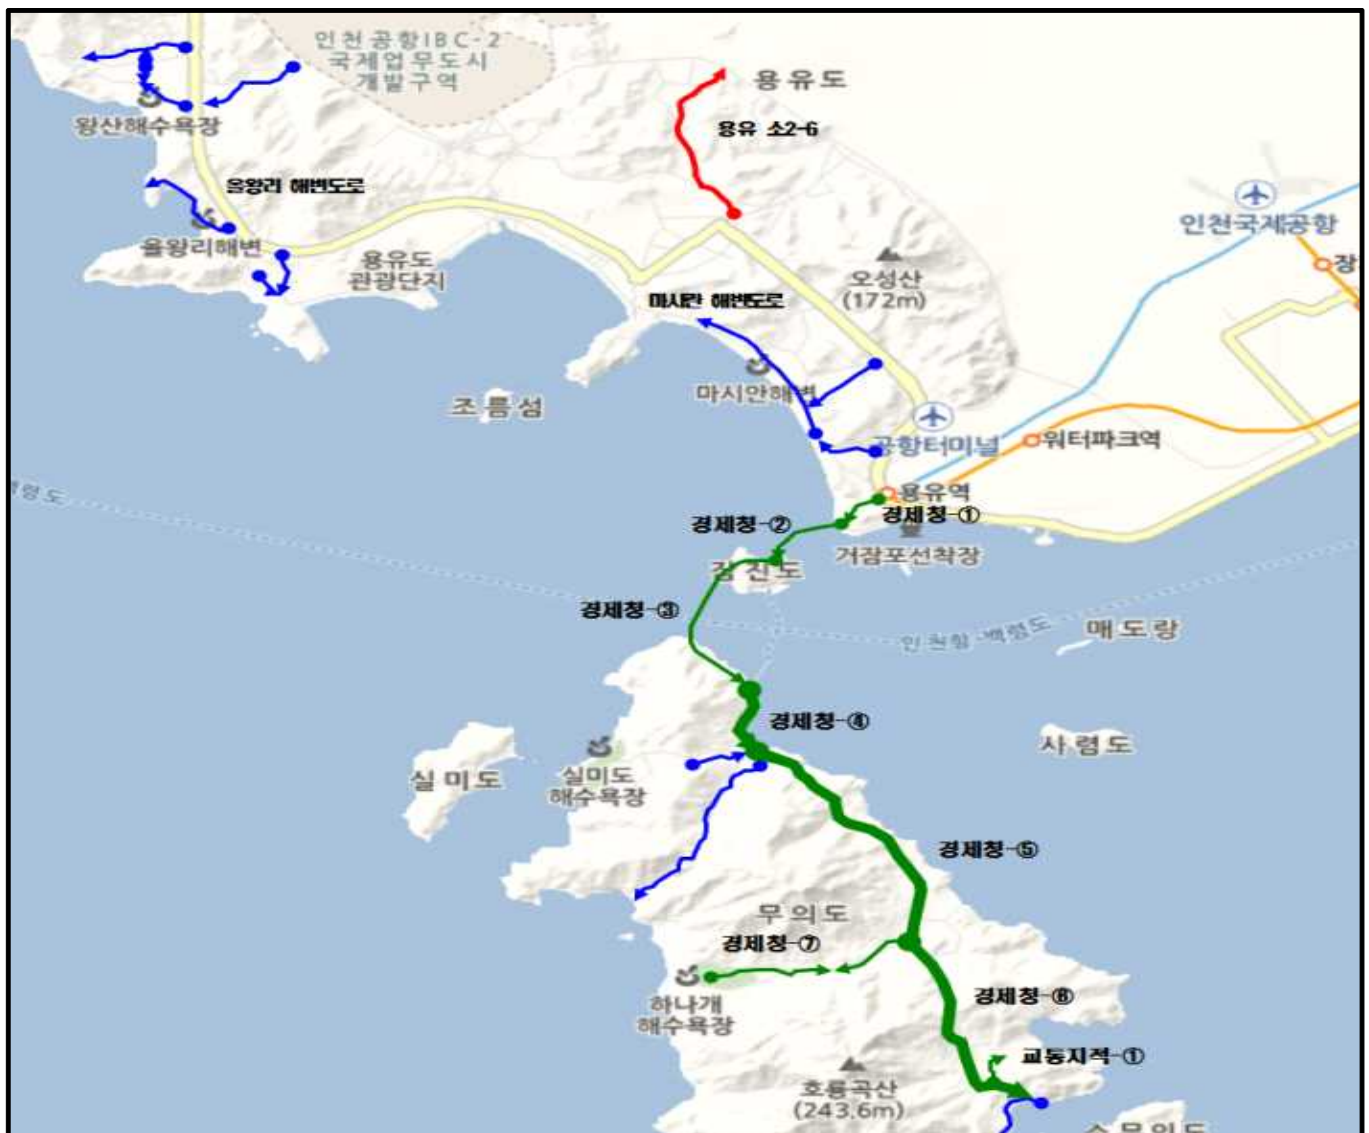 인천공항IBC-2
국제업무도시
개발구역
용유도
용유 소2-6
왕산해수욕장
을왕리 해변도로
을왕리해변
용유도
관광단지
인천국제공항
장
오성산
(172m)
마시란 해변도로
마시안해변
조름섬
공항터미널
워터파크역
용유역
경제청-①
경제청-②
거잠포선착장
잠진도
경제청-③
인천항-백령도
매도랑
경제청-④
사렴도
실미도
실미도
해수욕장
경제청-⑤
무의도
경제청-⑦
하나개
해수욕장
경제청-⑧
교통지적-①
호룡곡산
(243.6m)
소무의도